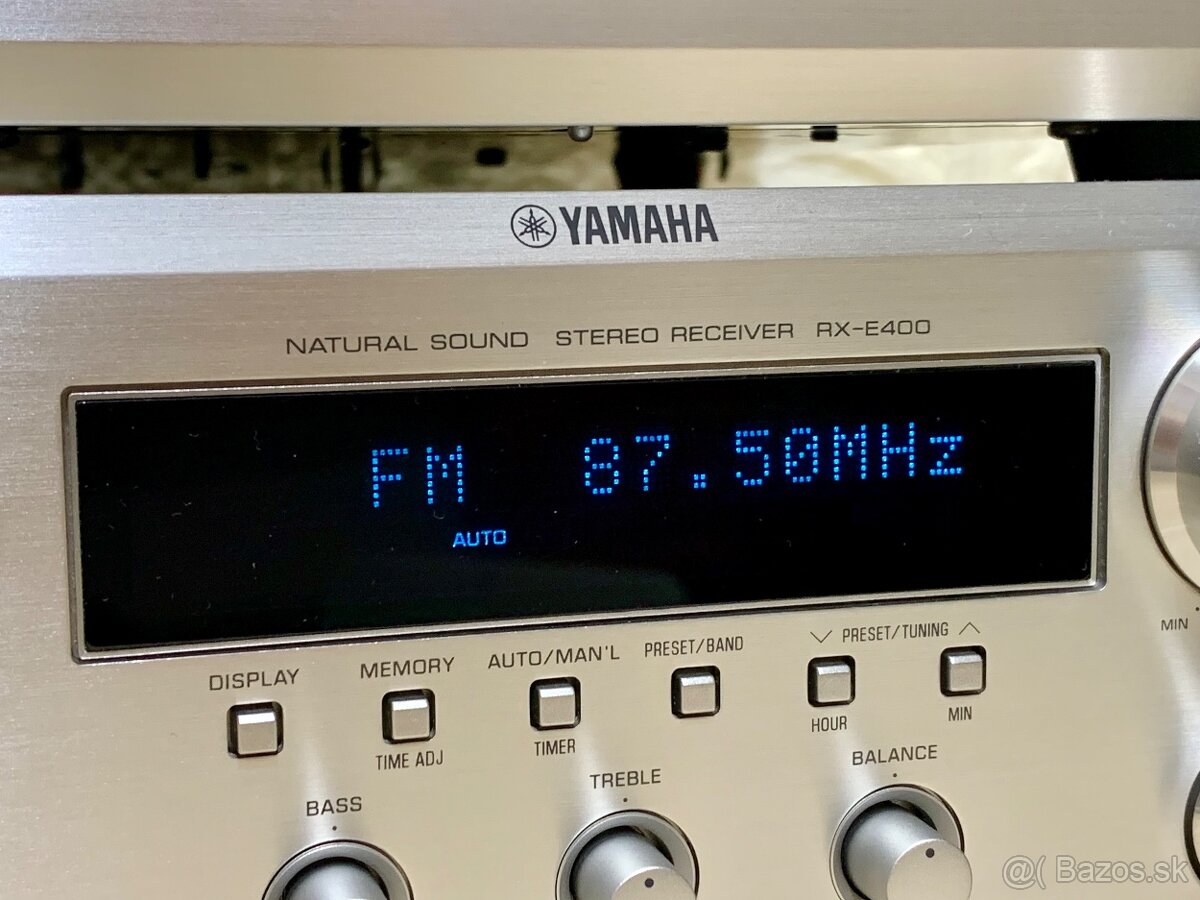 YAMAHA
NATURAL SOUND STEREO RECEIVER RX-E400
FM 87.50MHz
AUTO
MIN
DISPLAY MEMORY AUTO/MAN'L PRESET/BAND PRESET/TUNING
TIME ADJ TIMER HOUR MIN
BASS TREBLE BALANCE
@( Bazos.sk